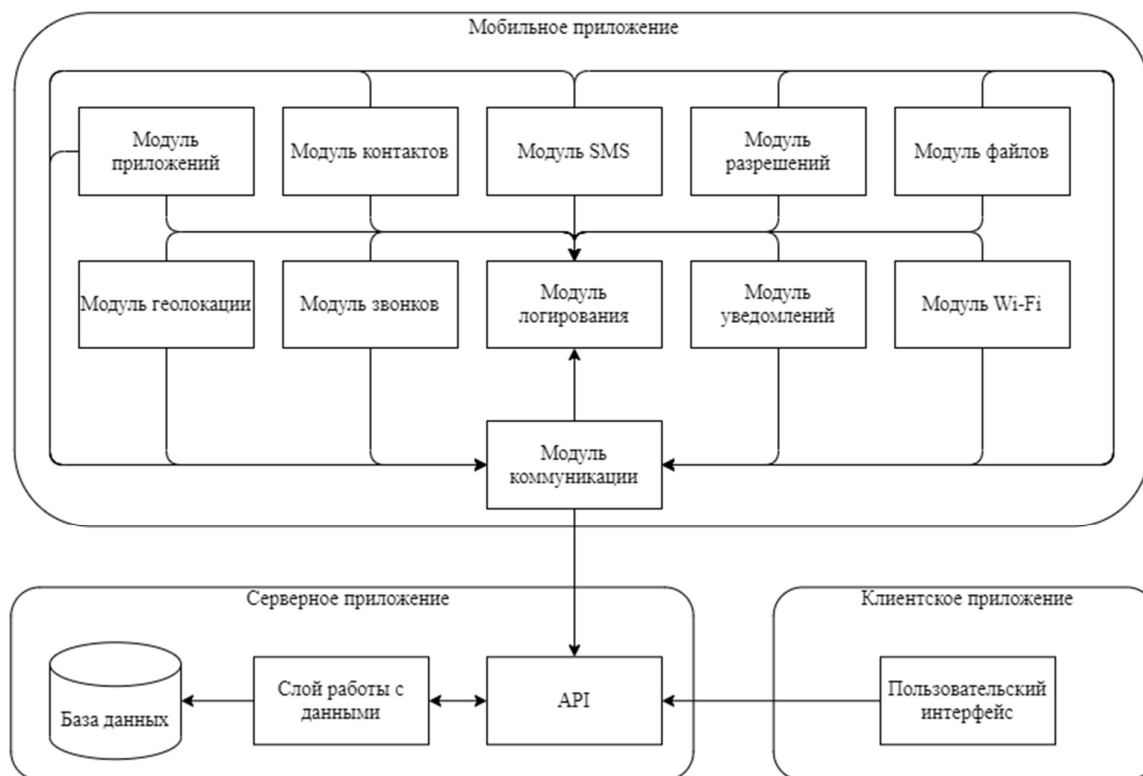 Мобильное приложение
Модуль
приложений
Модуль контактов
Модуль SMS
Модуль
разрешений
Модуль файлов
Модуль геолокации
Модуль звонков
Модуль
логирования
Модуль
уведомлений
Модуль Wi-Fi
Модуль
коммуникации
Серверное приложение
База данных
Слой работы с
данными
API
Клиентское приложение
Пользовательский
интерфейс